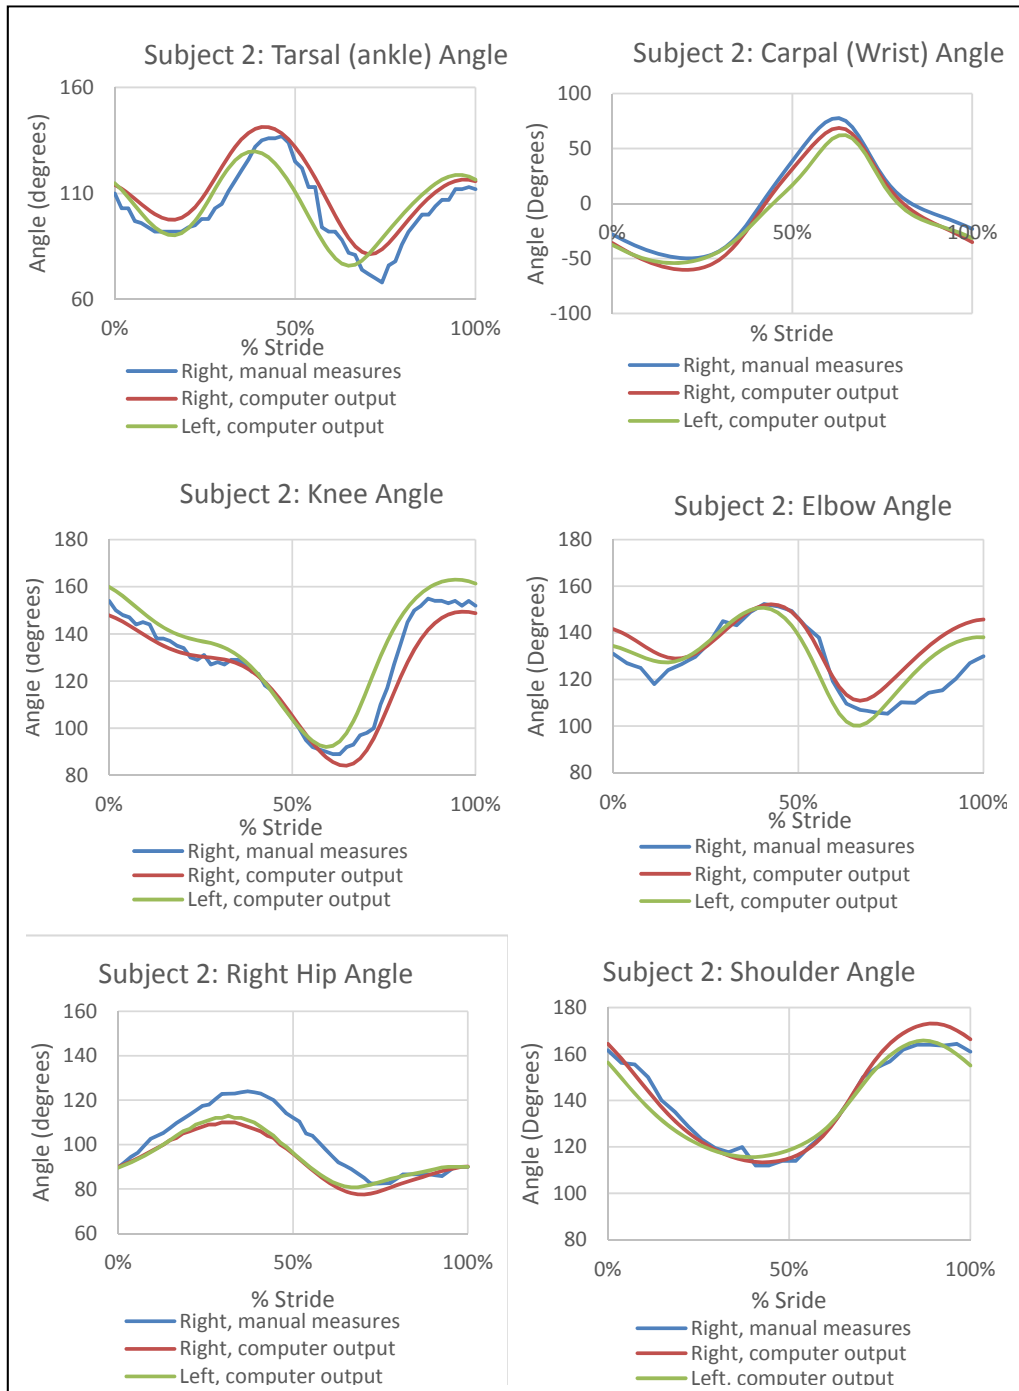 Subject 2: Tarsal (ankle) Angle
Angle (degrees)
160
110
60
0%
50%
100%
% Stride
Right, manual measures
Right, computer output
Left, computer output
Subject 2: Carpal (Wrist) Angle
Angle (Degrees)
100
50
0
-50
-100
0%
50%
100%
% Stride
Right, manual measures
Right, computer output
Left, computer output
Subject 2: Knee Angle
Angle (degrees)
180
160
140
120
100
80
0%
50%
100%
% Stride
Right, manual measures
Right, computer output
Left, computer output
Subject 2: Elbow Angle
Angle (Degrees)
180
160
140
120
100
80
0%
50%
100%
% Stride
Right, manual measures
Right, computer output
Left, computer output
Subject 2: Right Hip Angle
Angle (degrees)
160
140
120
100
80
60
0%
50%
100%
% Stride
Right, manual measures
Right, computer output
Left, computer output
Subject 2: Shoulder Angle
Angle (Degrees)
180
160
140
120
100
80
0%
50%
100%
% Sride
Right, manual measures
Right, computer output
Left, computer output